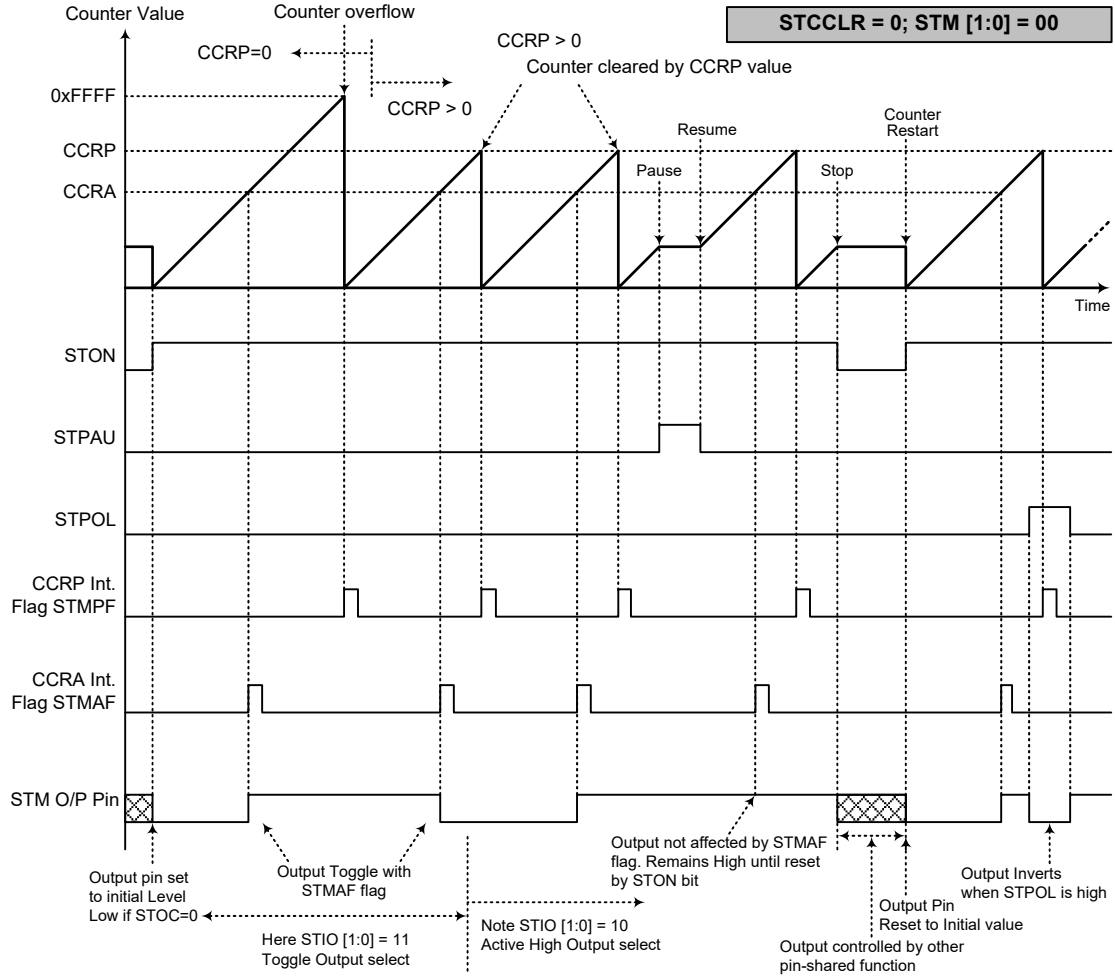 Counter Value
Counter overflow
STCCLR = 0; STM [1:0] = 00
CCRP=0
CCRP > 0
CCRP > 0
Counter cleared by CCRP value
0xFFFF
CCRP
CCRA
Pause
Resume
Stop
Counter
Restart
Time
STON
STPAU
STPOL
CCRP Int.
Flag STMPF
CCRA Int.
Flag STMAF
STM O/P Pin
Output pin set
to initial Level
Low if STOC=0
Output Toggle with
STMAF flag
Here STIO [1:0] = 11
Toggle Output select
Output not affected by STMAF
flag. Remains High until reset
by STON bit
Note STIO [1:0] = 10
Active High Output select
Output Inverts
when STPOL is high
Output Pin
Reset to Initial value
Output controlled by other
pin-shared function